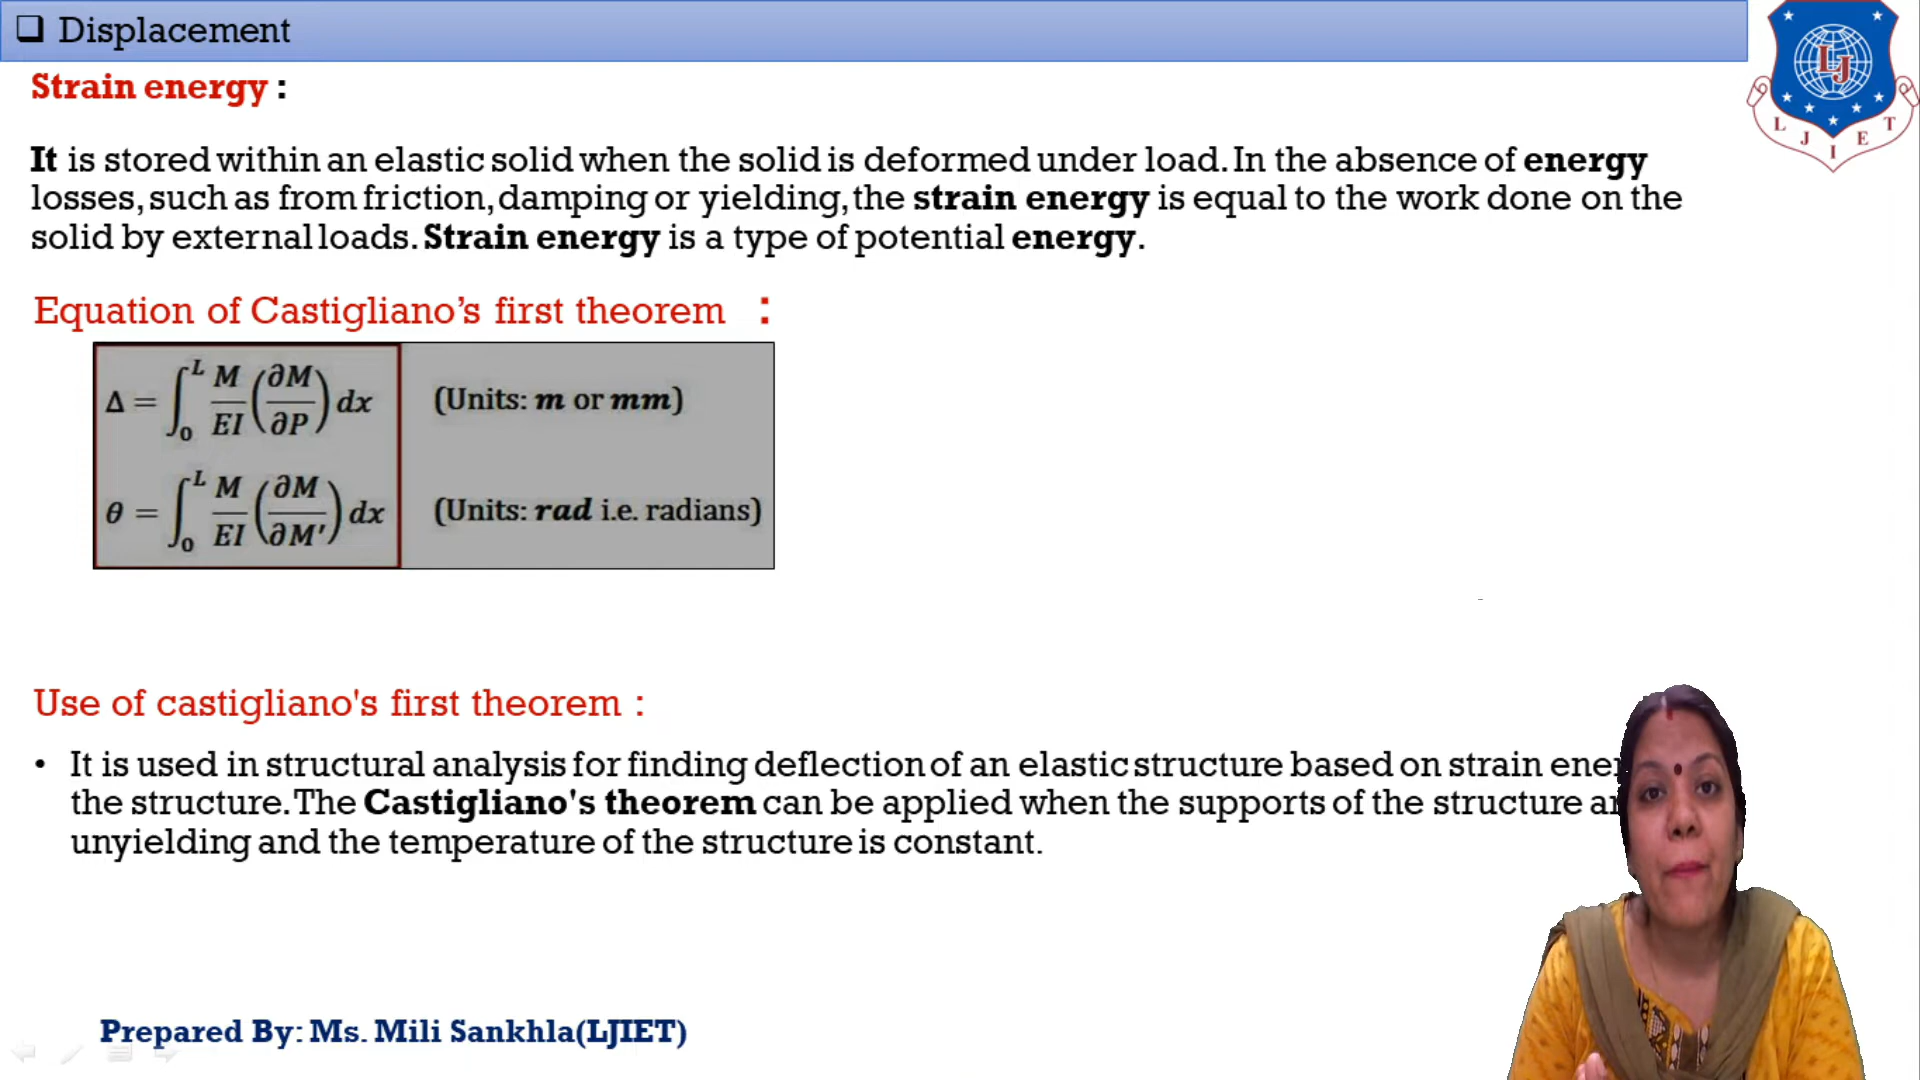 ❑ Displacement
Strain energy :
It is stored within an elastic solid when the solid is deformed under load. In the absence of energy
losses, such as from friction, damping or yielding, the strain energy is equal to the work done on the
solid by external loads. Strain energy is a type of potential energy.
Equation of Castigliano’s first theorem :
Δ = ∫₀ᴸ M/EI (∂M/∂P) dx (Units: m or mm)
θ = ∫₀ᴸ M/EI (∂M/∂M′) dx (Units: rad i.e. radians)
Use of castigliano's first theorem :
• It is used in structural analysis for finding deflection of an elastic structure based on strain
the structure. The Castigliano's theorem can be applied when the supports of the structure
unyielding and the temperature of the structure is constant.
Prepared By: Ms. Mili Sankhla(LJIET)
LJ
L J I E T